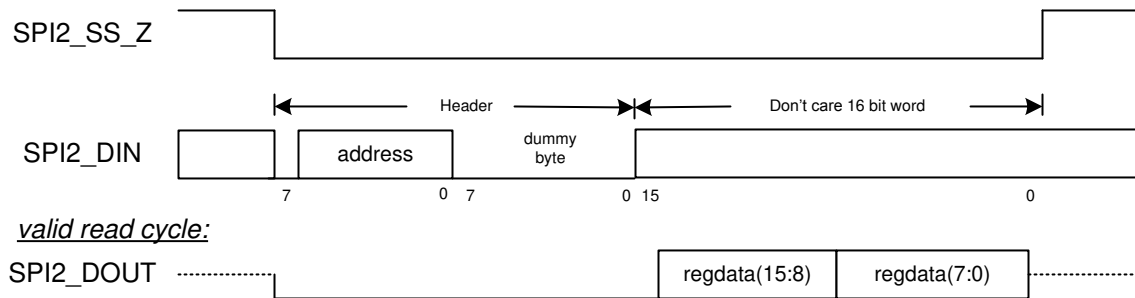 SPI2_SS_Z
Header
Don't care 16 bit word
SPI2_DIN
address
dummy
byte
7
0
7
0
15
0
valid read cycle:
SPI2_DOUT
regdata(15:8)
regdata(7:0)